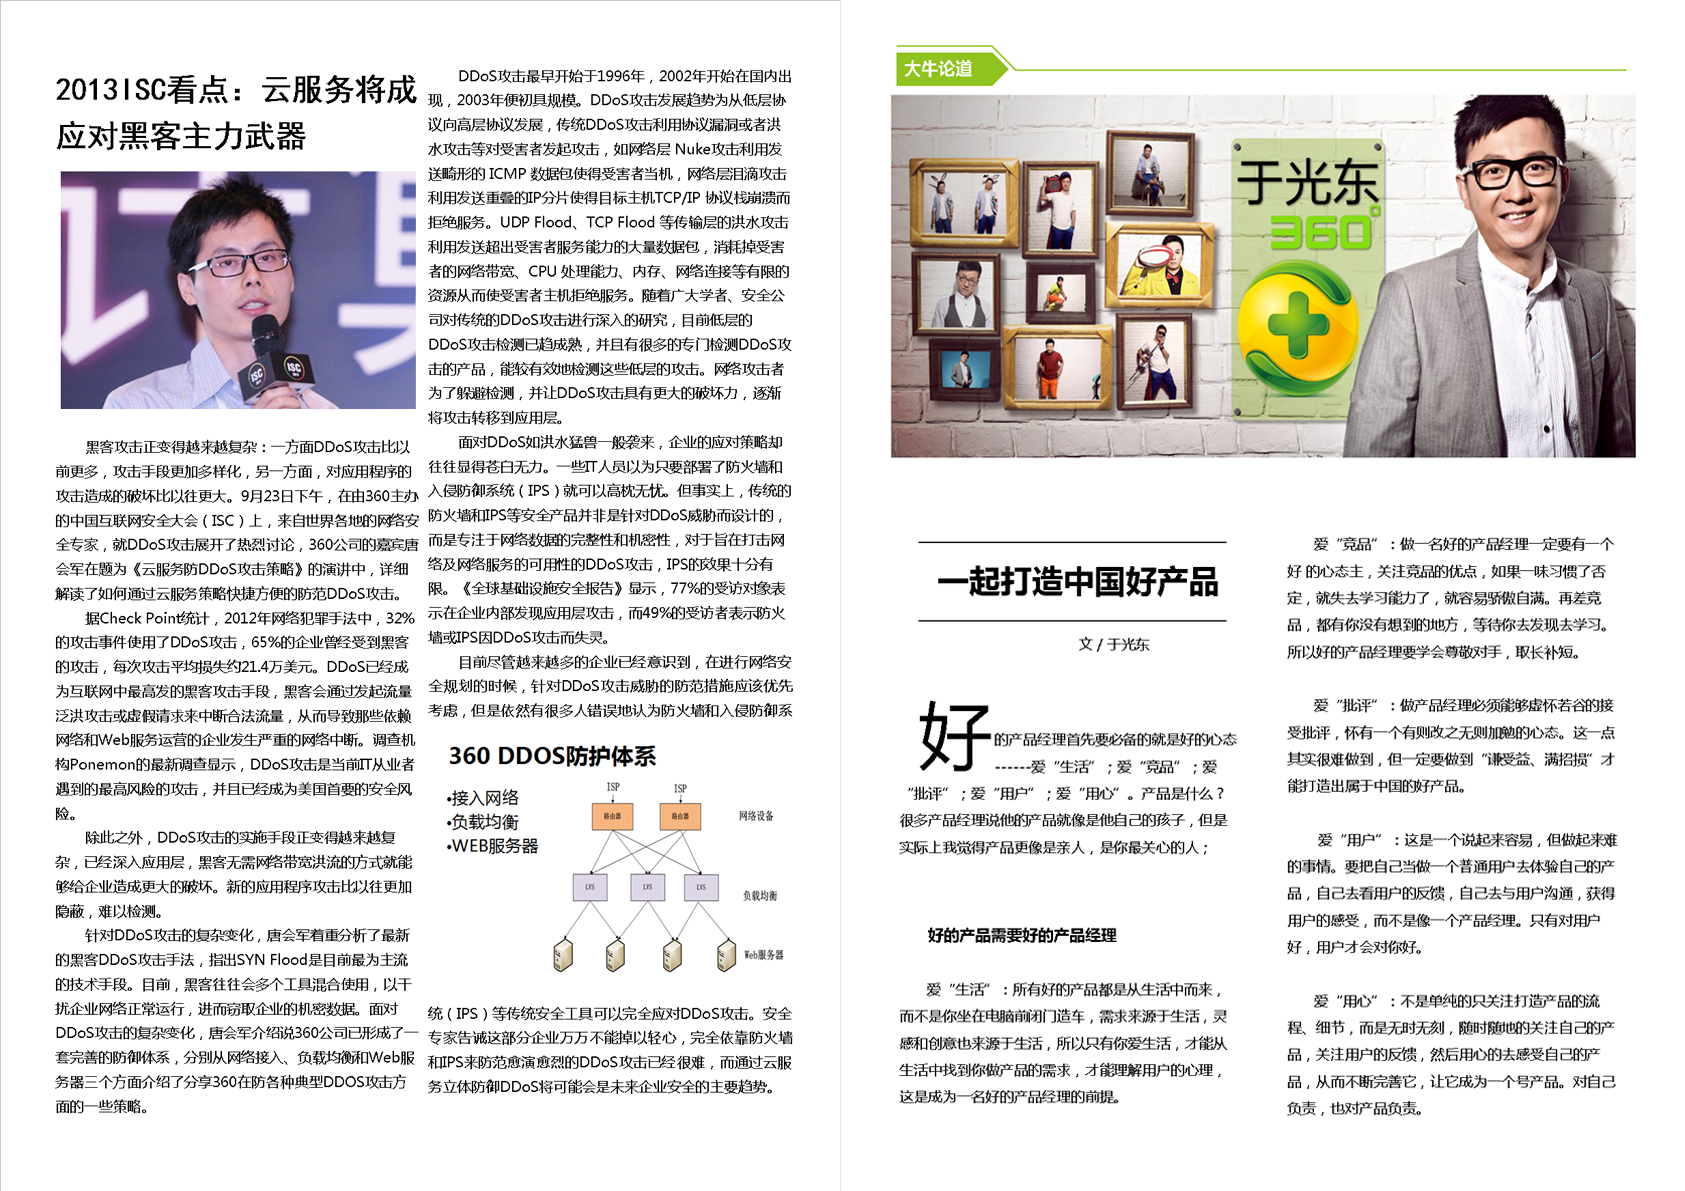 2013ISC看点：云服务将成
应对黑客主力武器
ISC
ISC
黑客攻击正变得越来越复杂：一方面DDoS攻击比以
前更多，攻击手段更加多样化，另一方面，对应用程序的
攻击造成的破坏比以往更大。9月23日下午，在由360主办
的中国互联网安全大会（ISC）上，来自世界各地的网络安
全专家，就DDoS攻击展开了热烈讨论，360公司的嘉宾唐
会军在题为《云服务防DDoS攻击策略》的演讲中，详细
解读了如何通过云服务策略快捷方便的防范DDoS攻击。
据Check Point统计，2012年网络犯罪手法中，32%
的攻击事件使用了DDoS攻击，65%的企业曾经受到黑客
的攻击，每次攻击平均损失约21.4万美元。DDoS已经成
为互联网中最高发的黑客攻击手段，黑客会通过发起流量
泛洪攻击或虚假请求来中断合法流量，从而导致那些依赖
网络和Web服务运营的企业发生严重的网络中断。调查机
构Ponemon的最新调查显示，DDoS攻击是当前IT从业者
遇到的最高风险的攻击，并且已经成为美国首要的安全风
险。
除此之外，DDoS攻击的实施手段正变得越来越复
杂，已经深入应用层，黑客无需网络带宽洪流的方式就能
够给企业造成更大的破坏。新的应用程序攻击比以往更加
隐蔽，难以检测。
针对DDoS攻击的复杂变化，唐会军着重分析了最新
的黑客DDoS攻击手法，指出SYN Flood是目前最为主流
的技术手段。目前，黑客往往会多个工具混合使用，以干
扰企业网络正常运行，进而窃取企业的机密数据。面对
DDoS攻击的复杂变化，唐会军介绍说360公司已形成了一
套完善的防御体系，分别从网络接入、负载均衡和Web服
务器三个方面介绍了分享360在防各种典型DDOS攻击方
面的一些策略。
DDoS攻击最早开始于1996年，2002年开始在国内出
现，2003年便初具规模。DDoS攻击发展趋势为从低层协
议向高层协议发展，传统DDoS攻击利用协议漏洞或者洪
水攻击等对受害者发起攻击，如网络层 Nuke攻击利用发
送畸形的 ICMP 数据包使得受害者当机，网络层泪滴攻击
利用发送重叠的IP分片使得目标主机TCP/IP 协议栈崩溃而
拒绝服务。UDP Flood、TCP Flood 等传输层的洪水攻击
利用发送超出受害者服务能力的大量数据包，消耗掉受害
者的网络带宽、CPU 处理能力、内存、网络连接等有限的
资源从而使受害者主机拒绝服务。随着广大学者、安全公
司对传统的DDoS攻击进行深入的研究，目前低层的
DDoS攻击检测已趋成熟，并且有很多的专门检测DDoS攻
击的产品，能较有效地检测这些低层的攻击。网络攻击者
为了躲避检测，并让DDoS攻击具有更大的破坏力，逐渐
将攻击转移到应用层。
面对DDoS如洪水猛兽一般袭来，企业的应对策略却
往往显得苍白无力。一些IT人员以为只要部署了防火墙和
入侵防御系统（IPS）就可以高枕无忧。但事实上，传统的
防火墙和IPS等安全产品并非是针对DDoS威胁而设计的，
而是专注于网络数据的完整性和机密性，对于旨在打击网
络及网络服务的可用性的DDoS攻击，IPS的效果十分有
限。《全球基础设施安全报告》显示，77%的受访对象表
示在企业内部发现应用层攻击，而49%的受访者表示防火
墙或IPS因DDoS攻击而失灵。
目前尽管越来越多的企业已经意识到，在进行网络安
全规划的时候，针对DDoS攻击威胁的防范措施应该优先
考虑，但是依然有很多人错误地认为防火墙和入侵防御系
360 DDOS防护体系
•接入网络
•负载均衡
•WEB服务器
ISP
ISP
路由器
路由器
网络设备
LVS
LVS
LVS
负载均衡
Web服务器
统（IPS）等传统安全工具可以完全应对DDoS攻击。安全
专家告诫这部分企业万万不能掉以轻心，完全依靠防火墙
和IPS来防范愈演愈烈的DDoS攻击已经很难，而通过云服
务立体防御DDoS将可能会是未来企业安全的主要趋势。
大牛论道
于光东
360°
一起打造中国好产品
文 / 于光东
好的产品经理首先要必备的就是好的心态
------爱“生活”；爱“竞品”；爱
“批评”；爱“用户”；爱“用心”。产品是什么？
很多产品经理说他的产品就像是他自己的孩子，但是
实际上我觉得产品更像是亲人，是你最关心的人；
好的产品需要好的产品经理
爱“生活”：所有好的产品都是从生活中而来，
而不是你坐在电脑前闭门造车，需求来源于生活，灵
感和创意也来源于生活，所以只有你爱生活，才能从
生活中找到你做产品的需求，才能理解用户的心理，
这是成为一名好的产品经理的前提。
爱“竞品”：做一名好的产品经理一定要有一个
好 的心态主，关注竞品的优点，如果一味习惯了否
定，就失去学习能力了，就容易骄傲自满。再差竞
品，都有你没有想到的地方，等待你去发现去学习。
所以好的产品经理要学会尊敬对手，取长补短。
爱“批评”：做产品经理必须能够虚怀若谷的接
受批评，怀有一个有则改之无则加勉的心态。这一点
其实很难做到，但一定要做到“谦受益、满招损”才
能打造出属于中国的好产品。
爱“用户”：这是一个说起来容易，但做起来难
的事情。要把自己当做一个普通用户去体验自己的产
品，自己去看用户的反馈，自己去与用户沟通，获得
用户的感受，而不是像一个产品经理。只有对用户
好，用户才会对你好。
爱“用心”：不是单纯的只关注打造产品的流
程、细节，而是无时无刻，随时随地的关注自己的产
品，关注用户的反馈，然后用心的去感受自己的产
品，从而不断完善它，让它成为一个号产品。对自己
负责，也对产品负责。